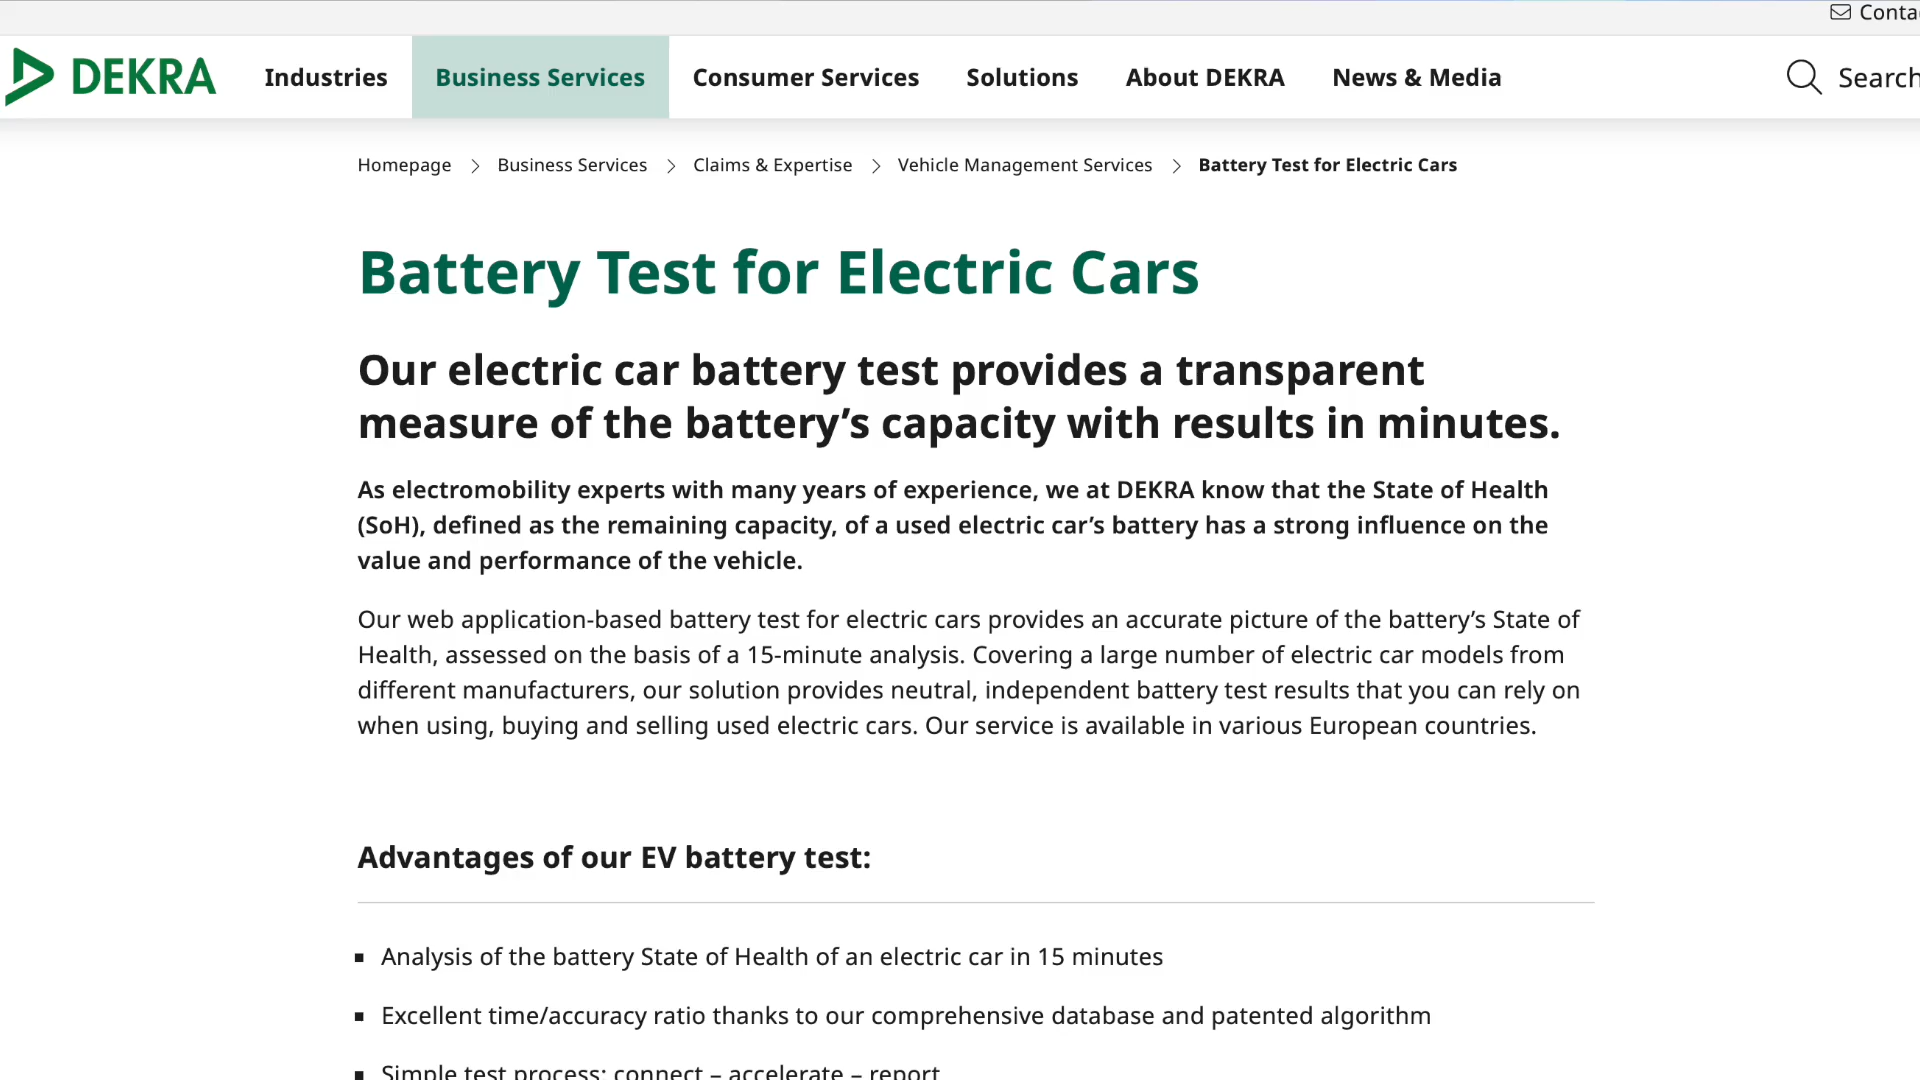 Conta
DEKRA Industries Business Services Consumer Services Solutions About DEKRA News & Media Search
Homepage Business Services Claims & Expertise Vehicle Management Services Battery Test for Electric Cars
Battery Test for Electric Cars
Our electric car battery test provides a transparent
measure of the battery’s capacity with results in minutes.
As electromobility experts with many years of experience, we at DEKRA know that the State of Health
(SoH), defined as the remaining capacity, of a used electric car’s battery has a strong influence on the
value and performance of the vehicle.
Our web application-based battery test for electric cars provides an accurate picture of the battery’s State of
Health, assessed on the basis of a 15-minute analysis. Covering a large number of electric car models from
different manufacturers, our solution provides neutral, independent battery test results that you can rely on
when using, buying and selling used electric cars. Our service is available in various European countries.
Advantages of our EV battery test:
Analysis of the battery State of Health of an electric car in 15 minutes
Excellent time/accuracy ratio thanks to our comprehensive database and patented algorithm
Simple test process: connect – accelerate – report